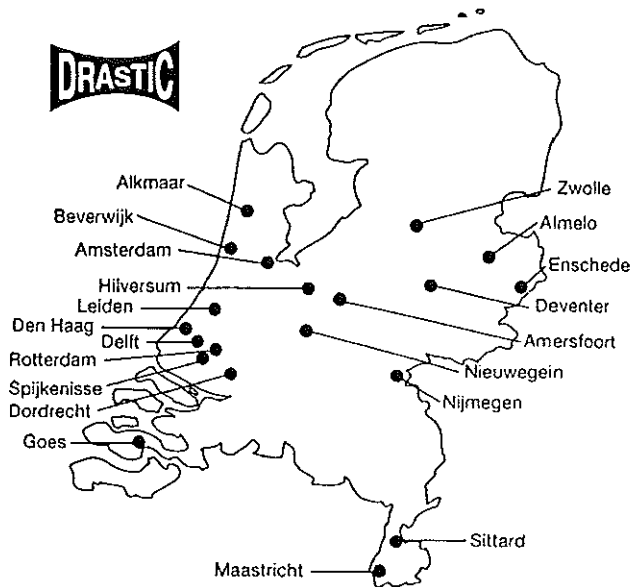 DRASTIC
Alkmaar
Beverwijk
Amsterdam
Hilversum
Leiden
Den Haag
Delft
Rotterdam
Spijkenisse
Dordrecht
Goes
Maastricht
Zwolle
Almelo
Enschede
Deventer
Amersfoort
Nieuwegein
Nijmegen
Sittard